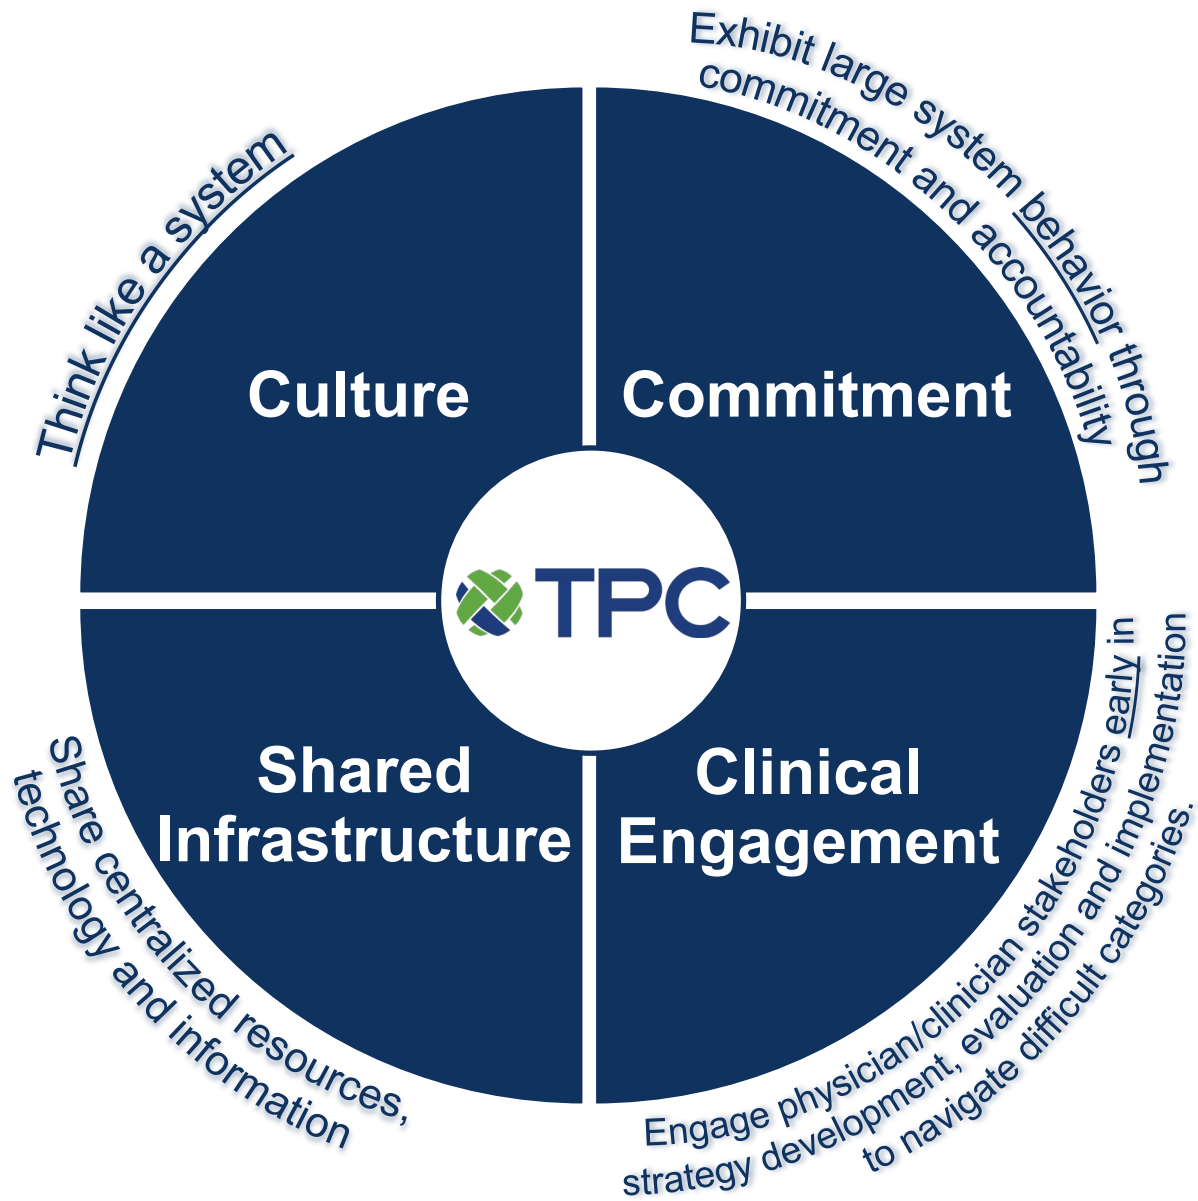 Think like a system
Exhibit large system behavior through
commitment and accountability
Culture
Commitment
TPC
Shared
Infrastructure
Clinical
Engagement
Share centralized resources,
technology and information
Engage physician/clinician stakeholders early in
strategy development, evaluation and implementation
to navigate difficult categories.